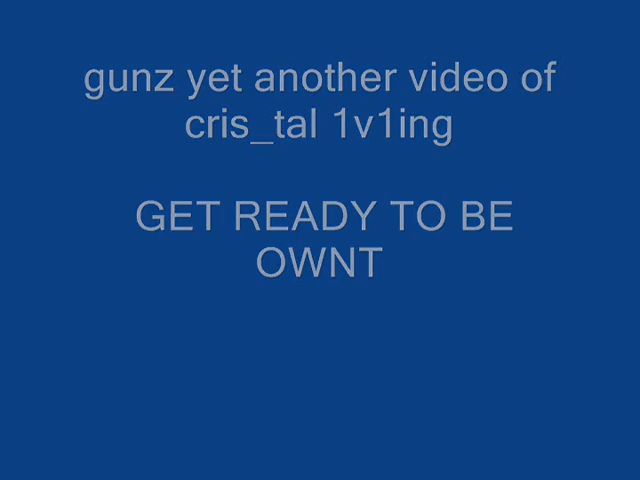 gunz yet another video of
cris_tal 1v1ing
GET READY TO BE
OWNT